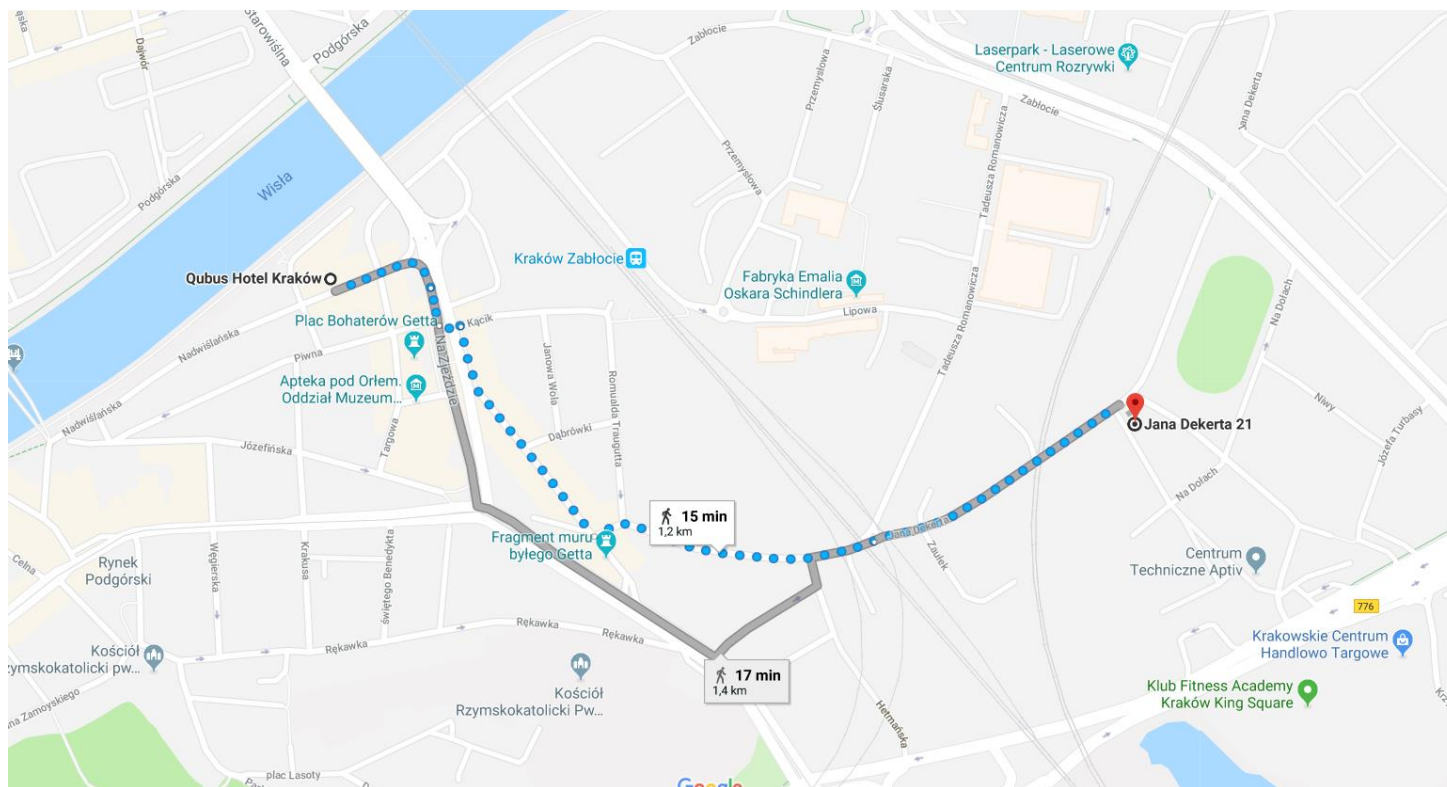 Dajwór
Starowiślna
Podgórska
Zabłocie
Przemysłowa
Ślusarska
Laserpark - Laserowe
Centrum Rozrywki
Zabłocie
Jana Dekerta
Podgórska
Wisła
Przemysłowa
Tadeusza Romanowicza
Qubus Hotel Kraków
Kraków Zabłocie
Fabryka Emalia
Oskara Schindlera
Lipowa
Plac Bohaterów Getta
Kącik
Nadwiślańska
Piwna
Na Zjeździe
Janowa Wola
Romualda Traugutta
Tadeusza Romanowicza
Na Dołach
Apteka pod Orłem.
Oddział Muzeum...
Nadwiślańska
Targowa
Dąbrówki
Józefińska
Jana Dekerta 21
Niwy
Józefa Turbasy
Na Dołach
15 min
1,2 km
Jana Dekerta
Fragment muru
byłego Getta
Zaułek
Centrum
Techniczne Aptiv
Celna
Rynek
Podgórski
Węgierska
Krakusa
świętego Benedykta
776
Rękawka
Rękawka
Kościół
Rzymskokatolicki Pw...
Kościół
rzymskokatolicki pw...
17 min
1,4 km
Krakowskie Centrum
Handlowo Targowe
Klub Fitness Academy
Kraków King Square
Hetmańska
na Zamoyskiego
plac Lasoty
Google